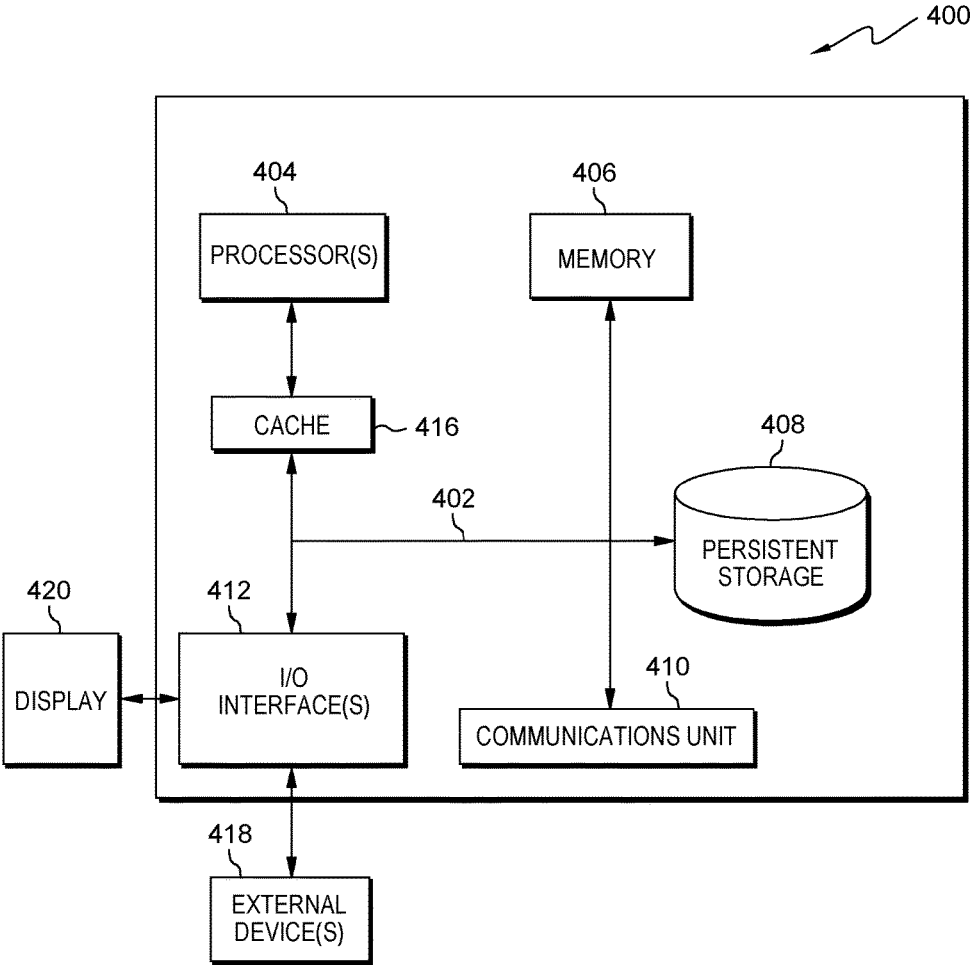 400
404
406
PROCESSOR(S)
MEMORY
CACHE
416
408
402
PERSISTENT
STORAGE
420
412
DISPLAY
I/O
INTERFACE(S)
410
COMMUNICATIONS UNIT
418
EXTERNAL
DEVICE(S)